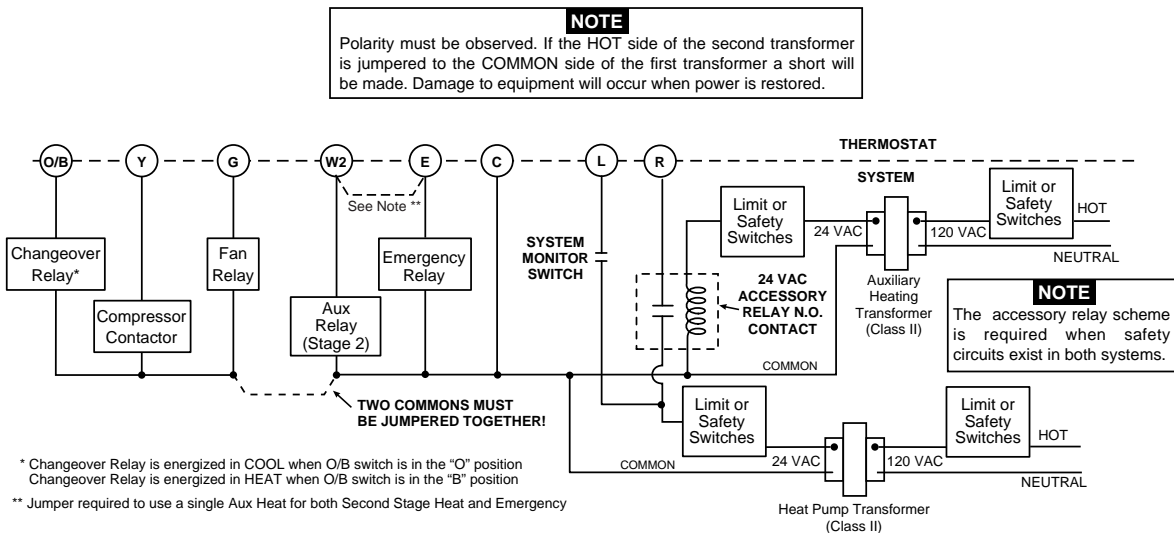 NOTE
Polarity must be observed. If the HOT side of the second transformer
is jumpered to the COMMON side of the first transformer a short will
be made. Damage to equipment will occur when power is restored.
O/B
Y
G
W2
E
C
L
R
THERMOSTAT
SYSTEM
See Note **
Changeover
Relay*
Compressor
Contactor
Fan
Relay
Aux
Relay
(Stage 2)
Emergency
Relay
SYSTEM
MONITOR
SWITCH
24 VAC
ACCESSORY
RELAY N.O.
CONTACT
Limit or
Safety
Switches
24 VAC
120 VAC
Limit or
Safety
Switches
HOT
NEUTRAL
Auxiliary
Heating
Transformer
(Class II)
NOTE
The accessory relay scheme
is required when safety
circuits exist in both systems.
COMMON
TWO COMMONS MUST
BE JUMPERED TOGETHER!
Limit or
Safety
Switches
COMMON
24 VAC
120 VAC
Limit or
Safety
Switches
HOT
NEUTRAL
Heat Pump Transformer
(Class II)
* Changeover Relay is energized in COOL when O/B switch is in the “O” position
Changeover Relay is energized in HEAT when O/B switch is in the “B” position
** Jumper required to use a single Aux Heat for both Second Stage Heat and Emergency